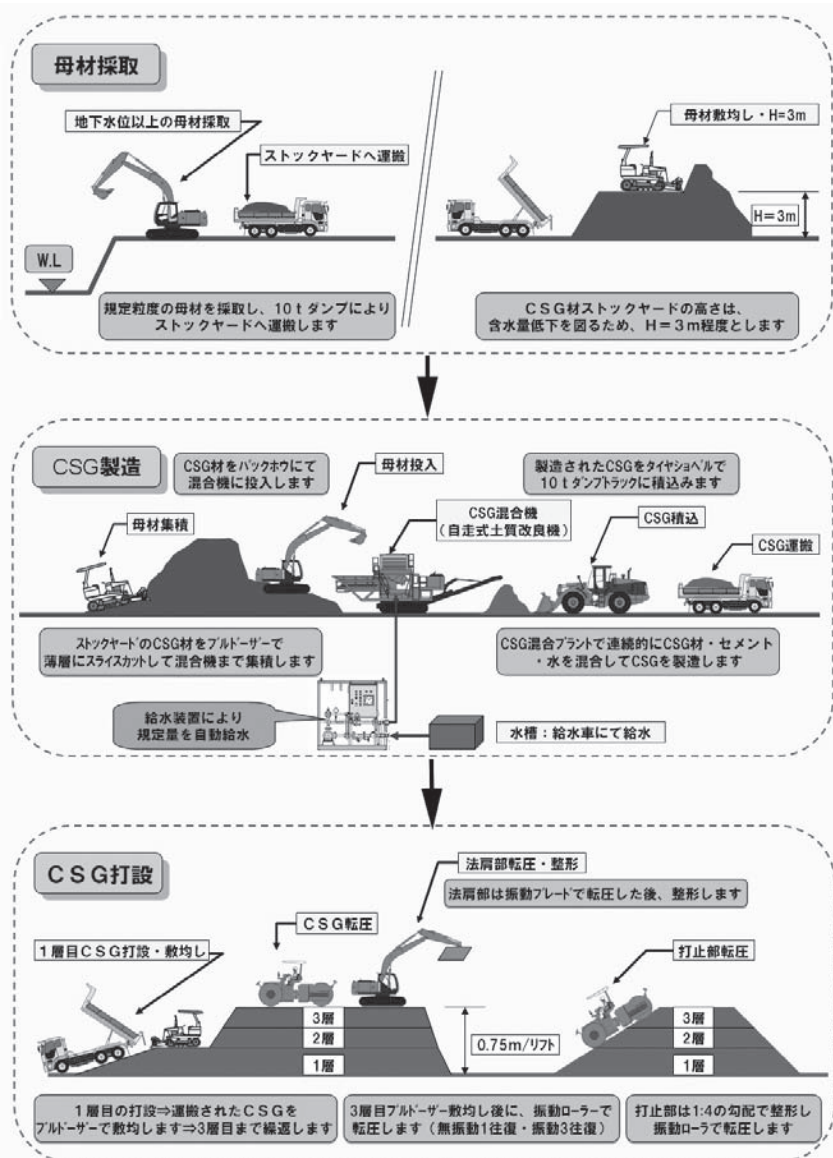 母材採取
地下水位以上の母材採取
ストックヤードへ運搬
W.L
規定粒度の母材を採取し、10tダンプにより
ストックヤードへ運搬します
母材敷均し・H=3m
H=3m
CSG材ストックヤードの高さは、
含水量低下を図るため、H=3m程度とします
CSG製造
CSG材をバックホウにて
混合機に投入します
母材投入
製造されたCSGをタイヤショベルで
10tダンプトラックに積込みます
母材集積
CSG混合機
(自走式土質改良機)
CSG積込
CSG運搬
ストックヤードのCSG材をブルドーザーで
薄層にスライスカットして混合機まで集積します
CSG混合プラントで連続的にCSG材・セメント
・水を混合してCSGを製造します
給水装置により
規定量を自動給水
水槽:給水車にて給水
CSG打設
法肩部転圧・整形
法肩部は振動ブレードで転圧した後、整形します
CSG転圧
1層目CSG打設・敷均し
打止部転圧
3層
2層
1層
0.75m/リフト
3層
2層
1層
1層目の打設⇒運搬されたCSGを
ブルドーザーで敷均します⇒3層目まで繰返します
3層目ブルドーザー敷均し後に、振動ローラーで
転圧します(無振動1往復・振動3往復)
打止部は1:4の勾配で整形し
振動ローラで転圧します